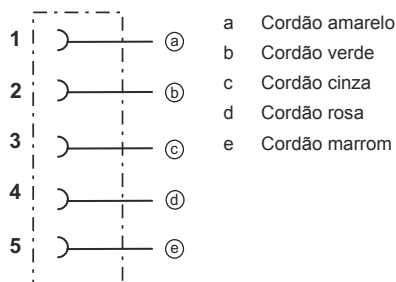 1 ⓐ
2 ⓑ
3 ⓒ
4 ⓓ
5 ⓔ
a Cordão amarelo
b Cordão verde
c Cordão cinza
d Cordão rosa
e Cordão marrom